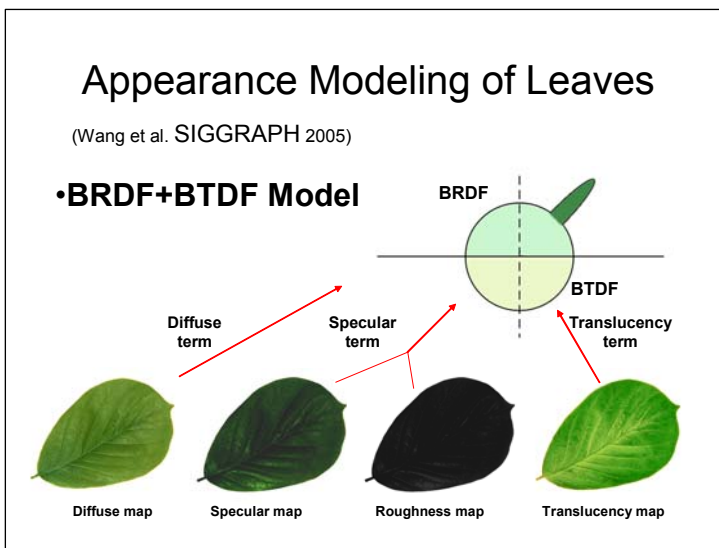 Appearance Modeling of Leaves
(Wang et al. SIGGRAPH 2005)
•BRDF+BTDF Model
BRDF
BTDF
Diffuse
term
Specular
term
Translucency
term
Diffuse map
Specular map
Roughness map
Translucency map